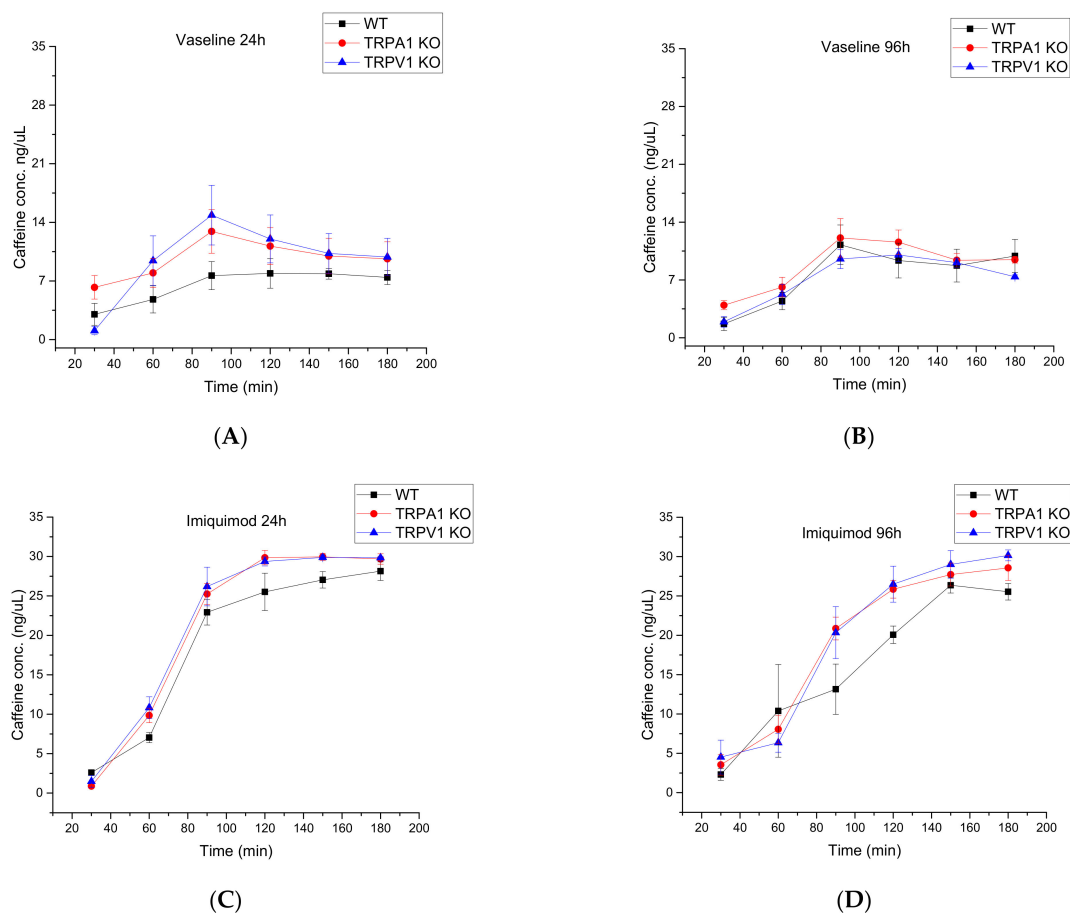 WT
TRPA1 KO
TRPV1 KO
Vaseline 24h
35
28
21
14
7
0
Caffeine conc. ng/uL
20 40 60 80 100 120 140 160 180 200
Time (min)
(A)
WT
TRPA1 KO
TRPV1 KO
Vaseline 96h
35
28
21
14
7
0
Caffeine conc. (ng/uL)
20 40 60 80 100 120 140 160 180 200
Time (min)
(B)
WT
TRPA1 KO
TRPV1 KO
Imiquimod 24h
35
30
25
20
15
10
5
0
Caffeine conc. (ng/uL)
20 40 60 80 100 120 140 160 180 200
Time (min)
(C)
WT
TRPA1 KO
TRPV1 KO
Imiquimod 96h
35
30
25
20
15
10
5
0
Caffeine conc. (ng/uL)
20 40 60 80 100 120 140 160 180 200
Time (min)
(D)